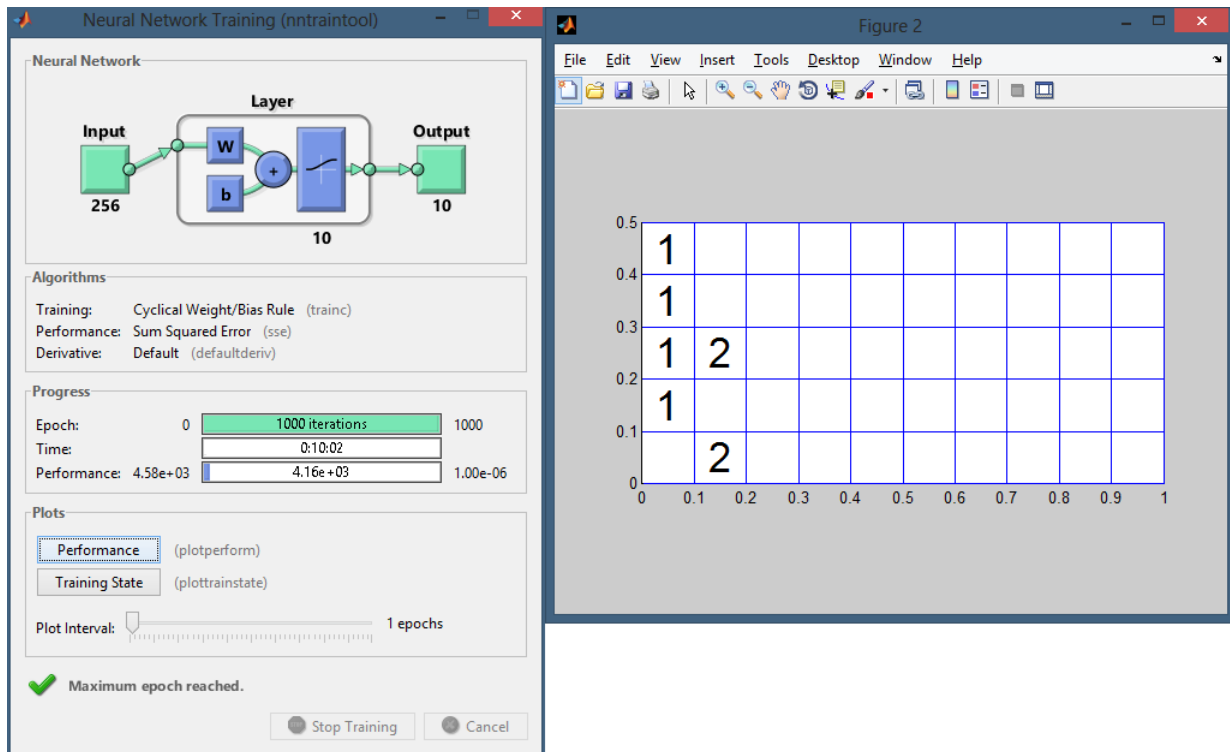 Neural Network Training (nntraintool)
Neural Network
Layer
Input
Output
W
b
+
256
10
10
Algorithms
Training: Cyclical Weight/Bias Rule (trainc)
Performance: Sum Squared Error (sse)
Derivative: Default (defaultderiv)
Progress
Epoch: 0 1000 iterations 1000
Time: 0:10:02
Performance: 4.58e+03 4.16e+03 1.00e-06
Plots
Performance (plotperform)
Training State (plottrainstate)
Plot Interval: 1 epochs
Maximum epoch reached.
Stop Training Cancel
Figure 2
File Edit View Insert Tools Desktop Window Help
0.5
1
0.4
1
0.3
1 2
0.2
1
0.1
2
0
0 0.1 0.2 0.3 0.4 0.5 0.6 0.7 0.8 0.9 1